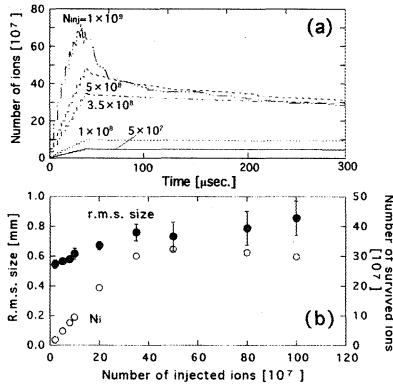 (a)
Number of ions [10⁷]
80
60
40
20
0
Ninj=1×10⁹
5×10⁸
3.5×10⁸
1×10⁸
5×10⁷
0 100 200 300
Time [μsec.]
(b)
R.m.s. size [mm]
1.0
0.8
0.6
0.4
0.2
0.0
r.m.s. size
Ni
50
40
30
20
10
0
Number of survived ions [10⁷]
0 20 40 60 80 100 120
Number of injected ions [10⁷]